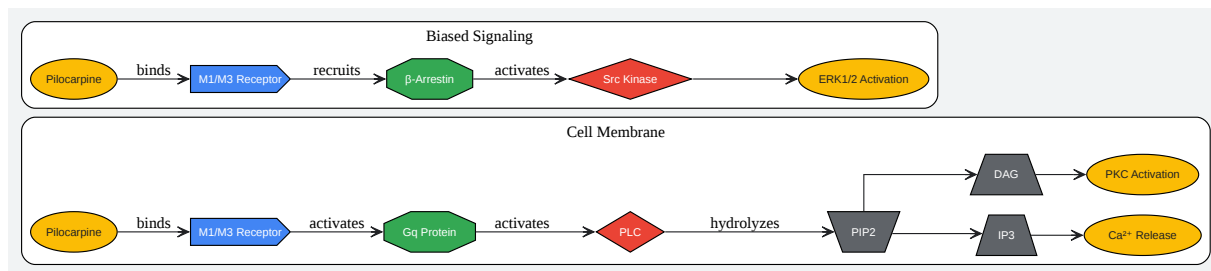 Biased Signaling
Pilocarpine binds M1/M3 Receptor recruits β-Arrestin activates Src Kinase ERK1/2 Activation
Cell Membrane
DAG PKC Activation
Pilocarpine binds M1/M3 Receptor activates Gq Protein activates PLC hydrolyzes PIP2 IP3 Ca²⁺ Release